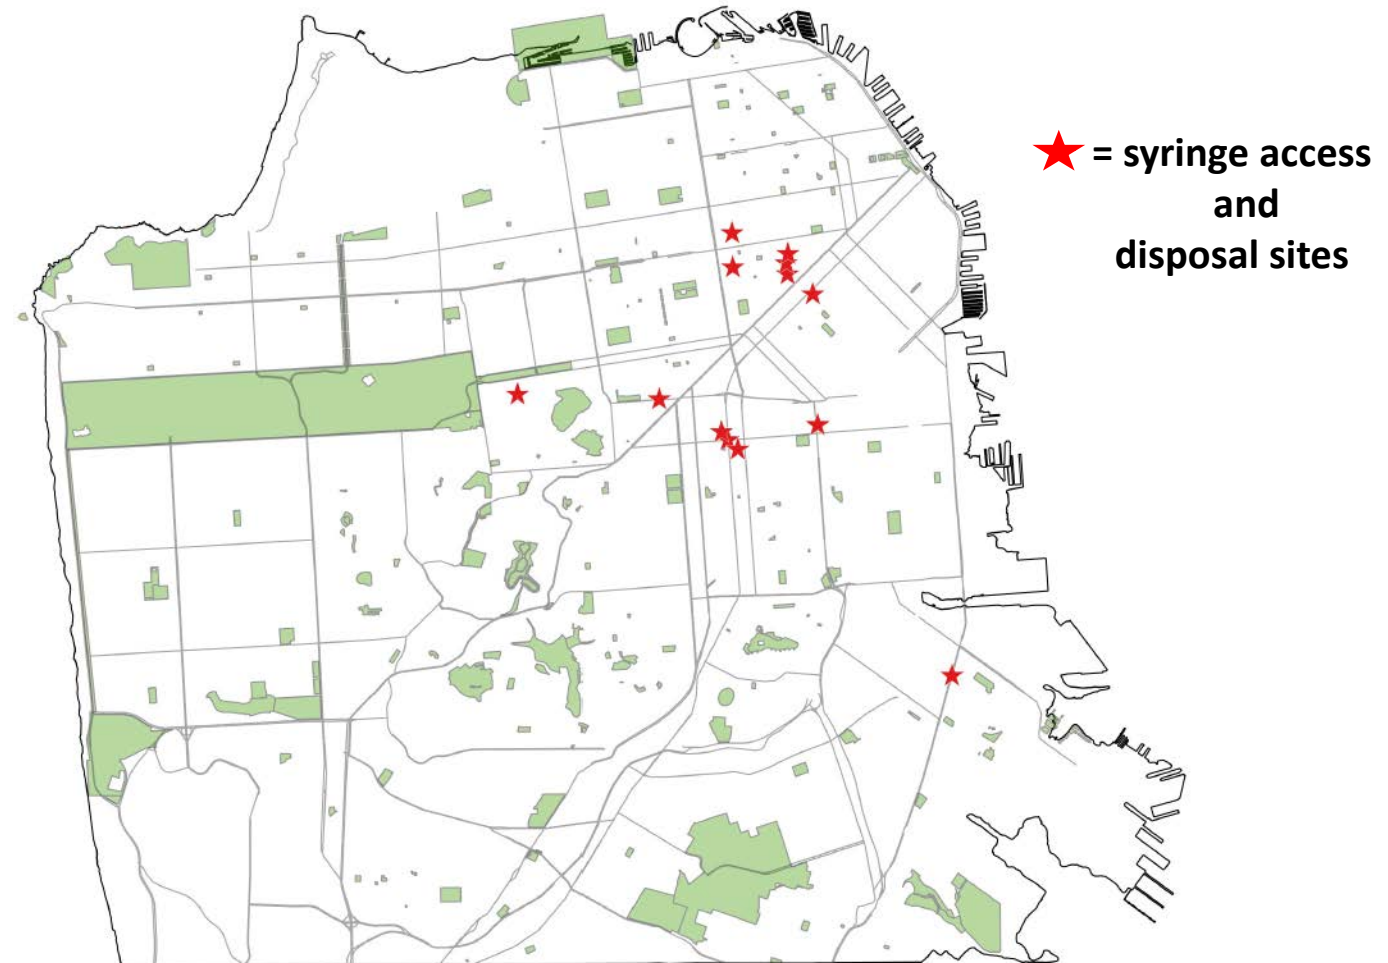 = syringe access
and
disposal sites